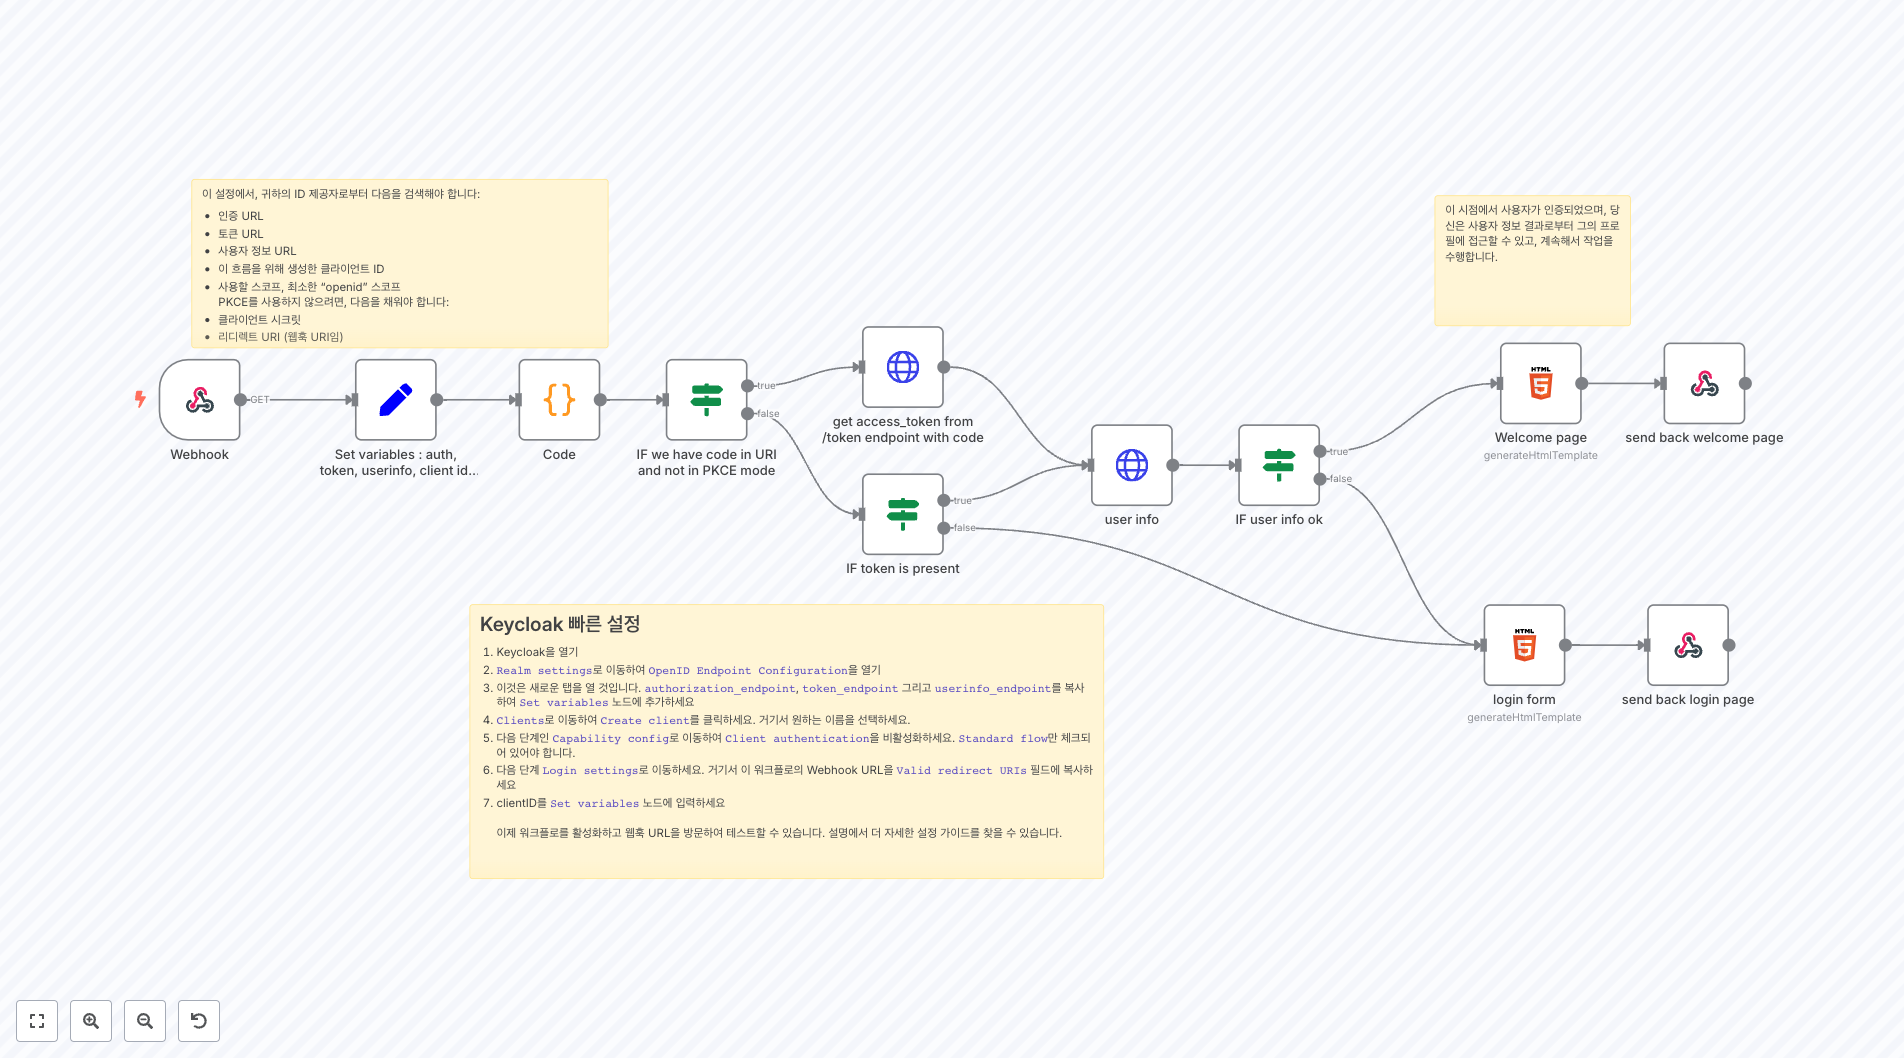 이 설정에서, 귀하의 ID 제공자로부터 다음을 검색해야 합니다:
인증 URL
토큰 URL
사용자 정보 URL
이 흐름을 위해 생성한 클라이언트 ID
사용할 스코프, 최소한 “openid” 스코프
PKCE를 사용하지 않으려면, 다음을 채워야 합니다:
클라이언트 시크릿
리디렉트 URI (웹훅 URI임)
이 시점에서 사용자가 인증되었으며, 당
신은 사용자 정보 결과로부터 그의 프로
필에 접근할 수 있고, 계속해서 작업을
수행합니다.
GET
Webhook
Set variables : auth,
token, userinfo, client id...
Code
true
false
IF we have code in URI
and not in PKCE mode
get access_token from
/token endpoint with code
true
false
IF token is present
user info
true
false
IF user info ok
Welcome page
generateHtmlTemplate
send back welcome page
login form
generateHtmlTemplate
send back login page
Keycloak 빠른 설정
1. Keycloak을 열기
2. Realm settings로 이동하여 OpenID Endpoint Configuration을 열기
3. 이것은 새로운 탭을 열 것입니다. authorization_endpoint, token_endpoint 그리고 userinfo_endpoint를 복사
하여 Set variables 노드에 추가하세요
4. Clients로 이동하여 Create client를 클릭하세요. 거기서 원하는 이름을 선택하세요.
5. 다음 단계인 Capability config로 이동하여 Client authentication을 비활성화하세요. Standard flow만 체크되
어 있어야 합니다.
6. 다음 단계 Login settings로 이동하세요. 거기서 이 워크플로의 Webhook URL을 Valid redirect URIs 필드에 복사하
세요
7. clientID를 Set variables 노드에 입력하세요
이제 워크플로를 활성화하고 웹훅 URL을 방문하여 테스트할 수 있습니다. 설명에서 더 자세한 설정 가이드를 찾을 수 있습니다.